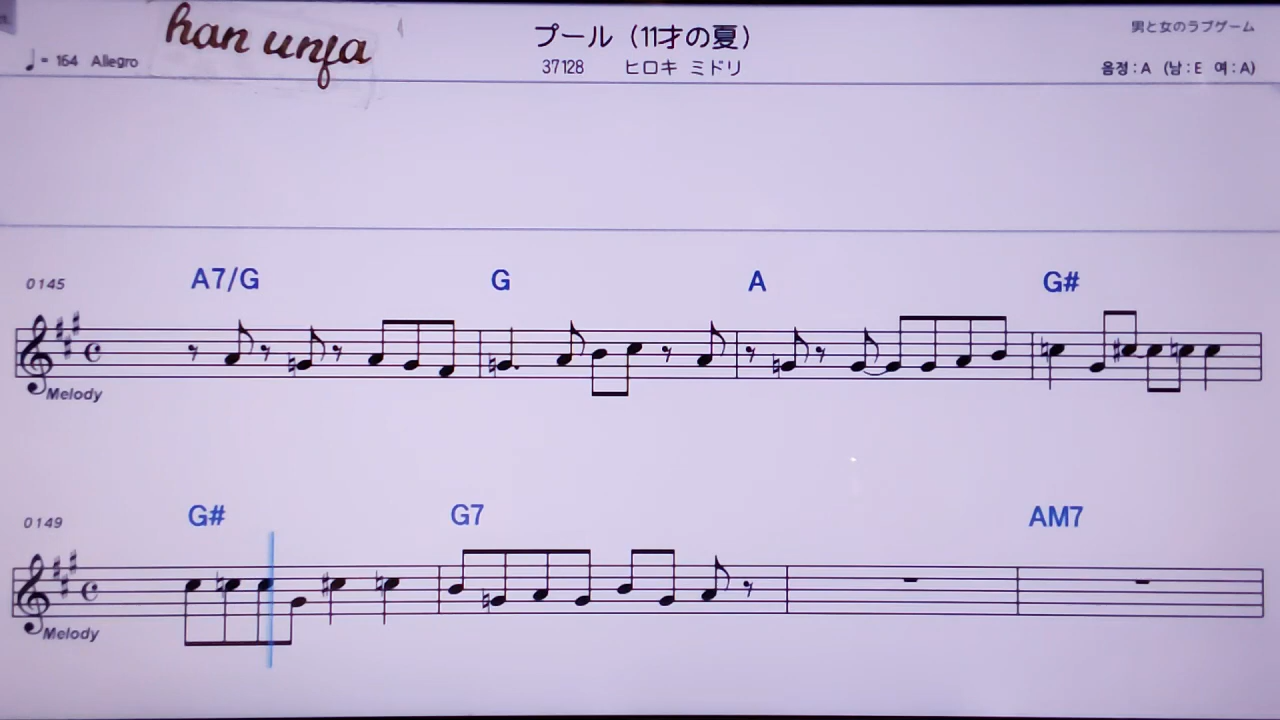 han unfa
プール（11才の夏）
男と女のラブゲーム
♩= 164 Allegro
37128 ヒロキ ミドリ
음정 : A (남 : E 여 : A)
0145 A7/G G A G#
Melody
0149 G# G7 AM7
Melody